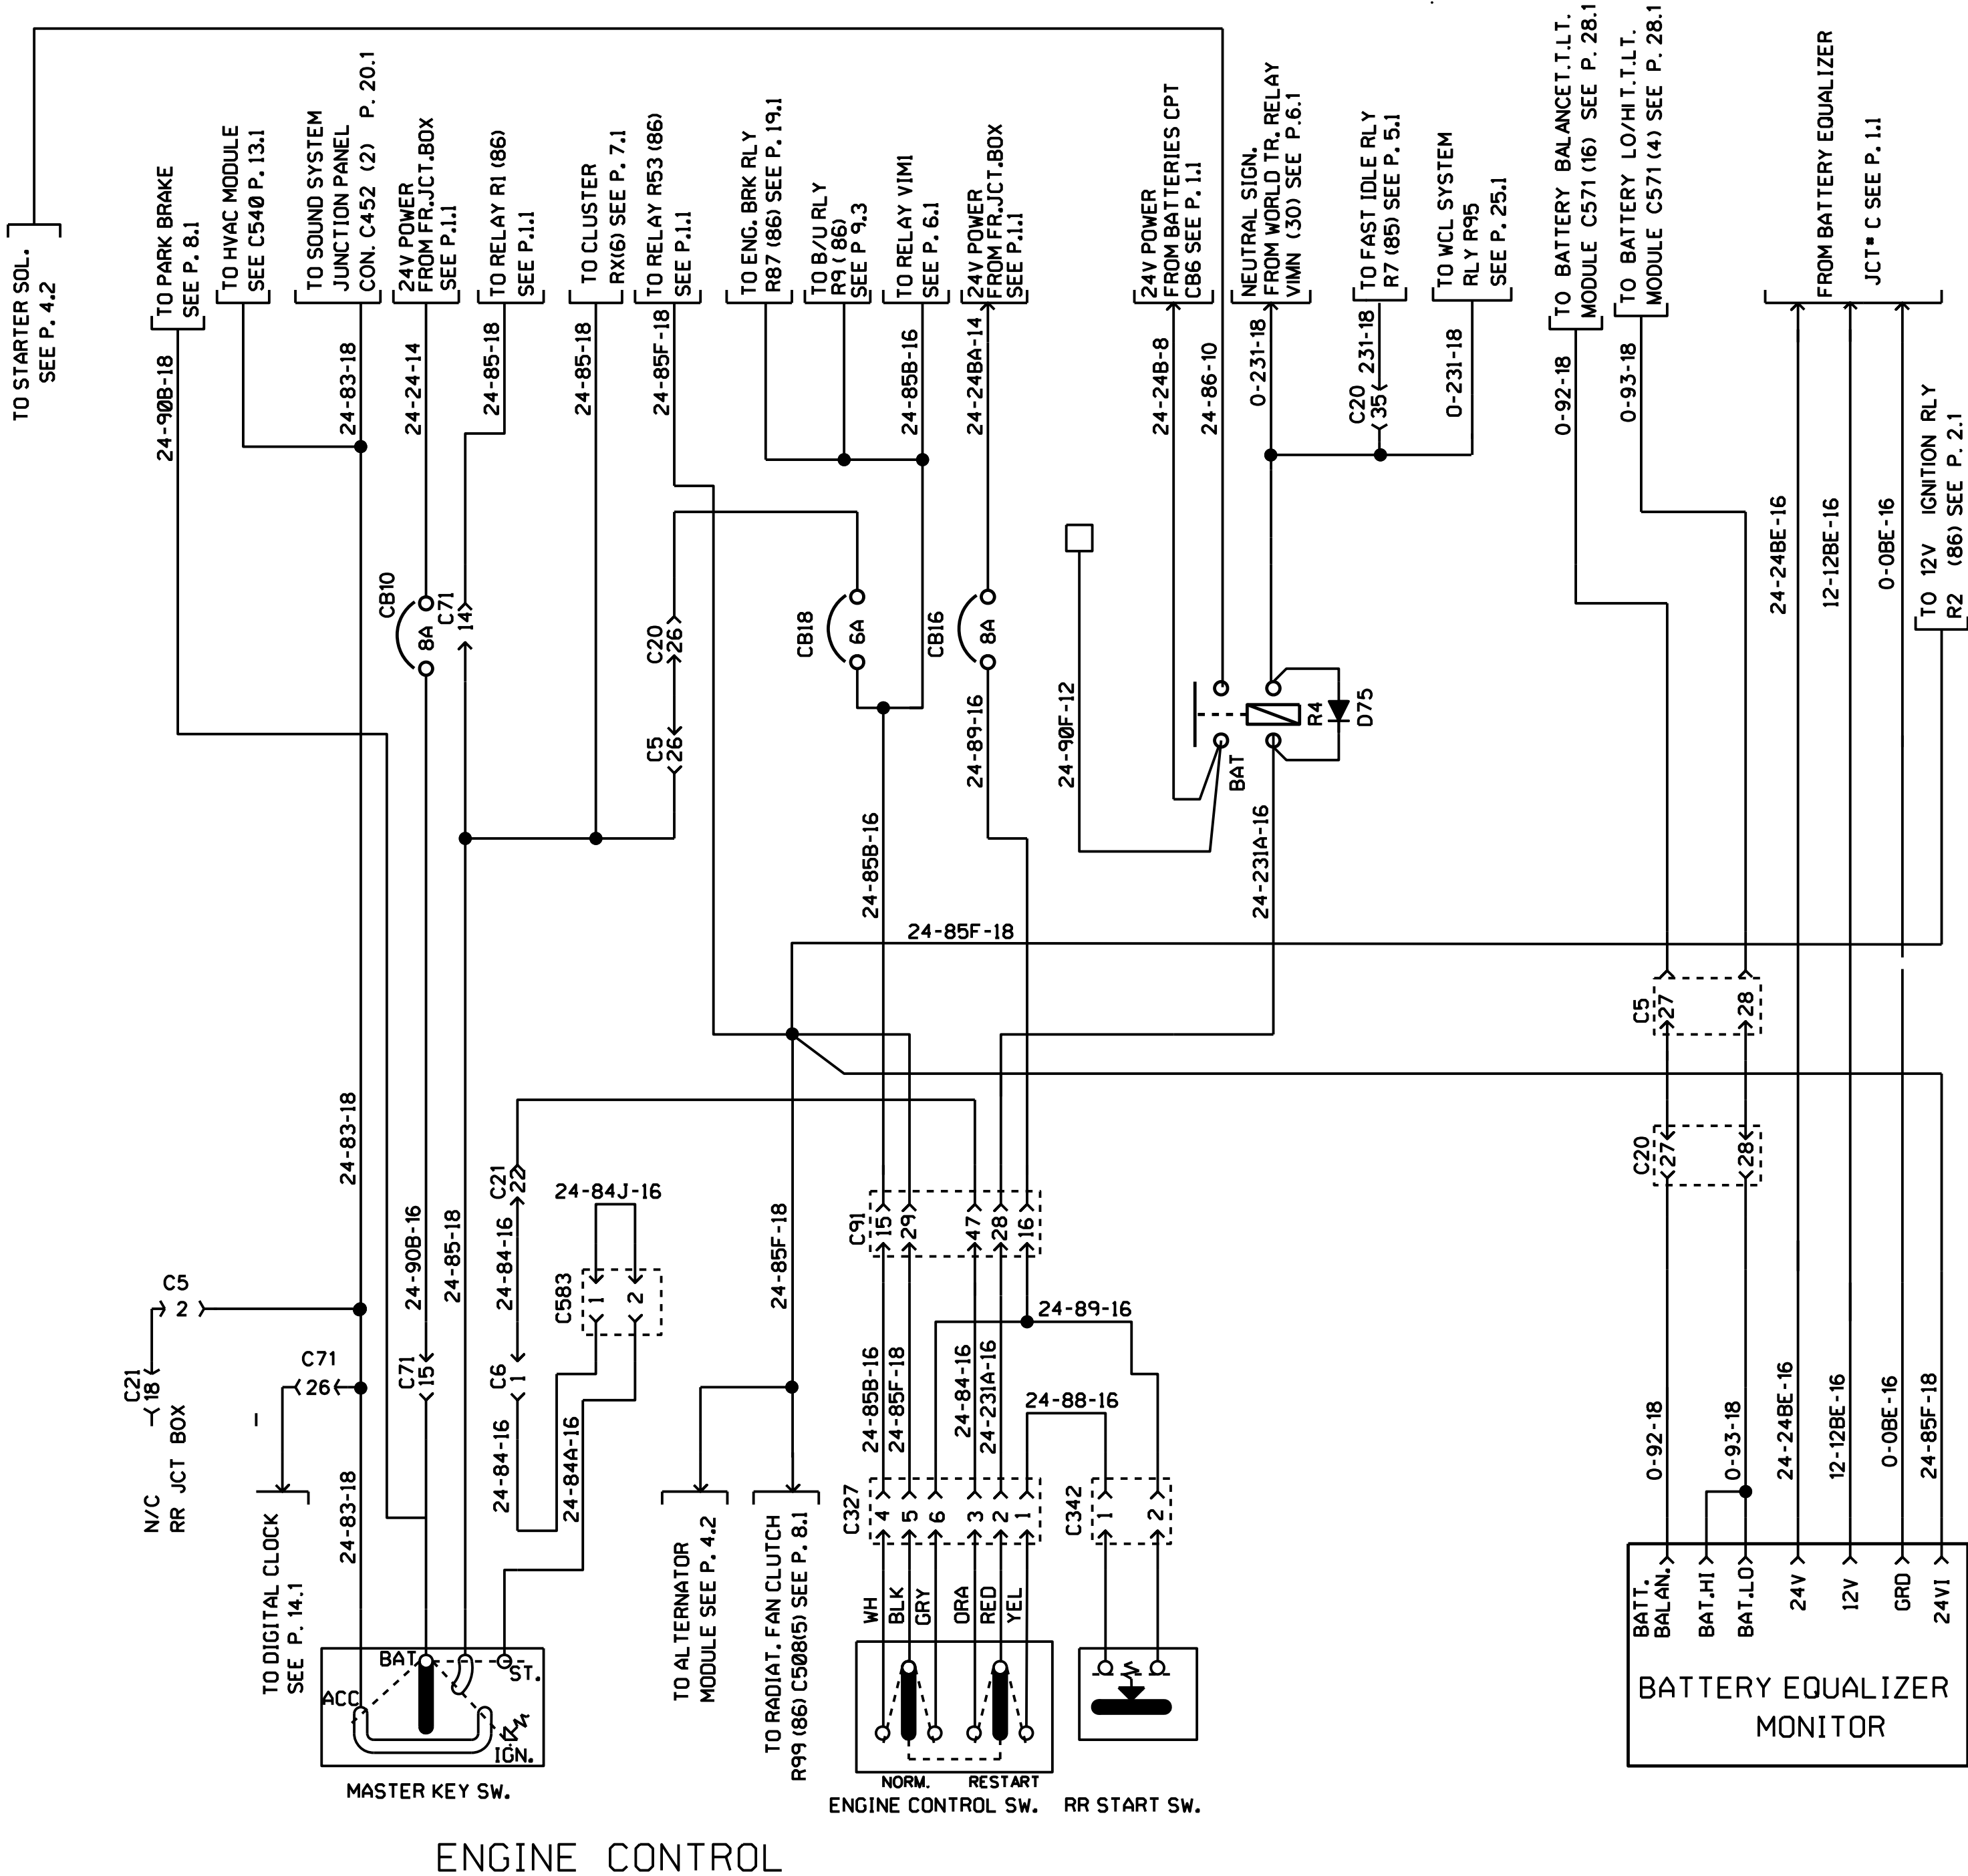 TO STARTER SOL.
SEE P. 4.2
TO PARK BRAKE
SEE P. 8.1
TO HVAC MODULE
SEE C540 P. 13.1
TO SOUND SYSTEM
JUNCTION PANEL
CON. C452 (2) P. 20.1
24V POWER
FROM FR.JCT.BOX
SEE P.1.1
TO RELAY R1 (86)
SEE P.1.1
TO CLUSTER
RX(6) SEE P. 7.1
TO RELAY R53 (86)
SEE P.1.1
TO ENG. BRK RLY
R87 (86) SEE P. 19.1
TO B/U RLY
R9 ( 86)
SEE P 9.3
TO RELAY VIM1
SEE P. 6.1
24V POWER
FROM FR.JCT.BOX
SEE P.1.1
24V POWER
FROM BATTERIES CPT
CB6 SEE P. 1.1
NEUTRAL SIGN.
FROM WORLD TR. RELAY
VIMN (30) SEE P.6.1
TO FAST IDLE RLY
R7 (85) SEE P. 5.1
TO WCL SYSTEM
RLY R95
SEE P. 25.1
TO BATTERY BALANCE T.LT.
MODULE C571 (16) SEE P. 28.1
TO BATTERY LO/HI T.T.LT.
MODULE C571 (4) SEE P. 28.1
FROM BATTERY EQUALIZER
JCT# C SEE P. 1.1
TO 12V IGNITION RLY
R2 (86) SEE P. 2.1
24-90B-18
24-83-18
24-24-14
24-85-18
24-85-18
24-85F-18
24-85B-16
24-24BA-14
24-24B-8
24-86-10
0-231-18
C20
35
231-18
0-231-18
0-92-18
0-93-18
24-24BE-16
12-12BE-16
0-0BE-16
CB10
8A
C71
14
C20
26
C5
26
CB18
6A
CB16
8A
24-89-16
24-90F-12
BAT
R4
D75
24-85B-16
24-231A-16
24-85F-18
C5
27
28
C20
27
28
24-83-18
24-90B-16
24-85-18
C21
22
24-84-16
24-84J-16
C583
1
2
24-85F-18
C91
15
29
47
28
16
C5
2
C21
18
N/C
RR JCT BOX
C71
26
C71
15
C6
1
24-89-16
24-88-16
24-85B-16
24-85F-18
24-84-16
24-231A-16
24-83-18
24-84-16
24-84A-16
TO DIGITAL CLOCK
SEE P. 14.1
TO ALTERNATOR
MODULE SEE P. 4.2
TO RADIAT. FAN CLUTCH
R99 (86) C508(5) SEE P. 8.1
C327
4
5
6
3
2
1
C342
1
2
WH
BLK
GRY
ORA
RED
YEL
0-92-18
0-93-18
24-24BE-16
12-12BE-16
0-0BE-16
24-85F-18
BATT.
BALAN.
BAT.HI
BAT.LO
24V
12V
GRD
24VI
BATTERY EQUALIZER
MONITOR
BAT
ST.
ACC
IGN.
MASTER KEY SW.
NORM.
RESTART
ENGINE CONTROL SW.
RR START SW.
ENGINE CONTROL